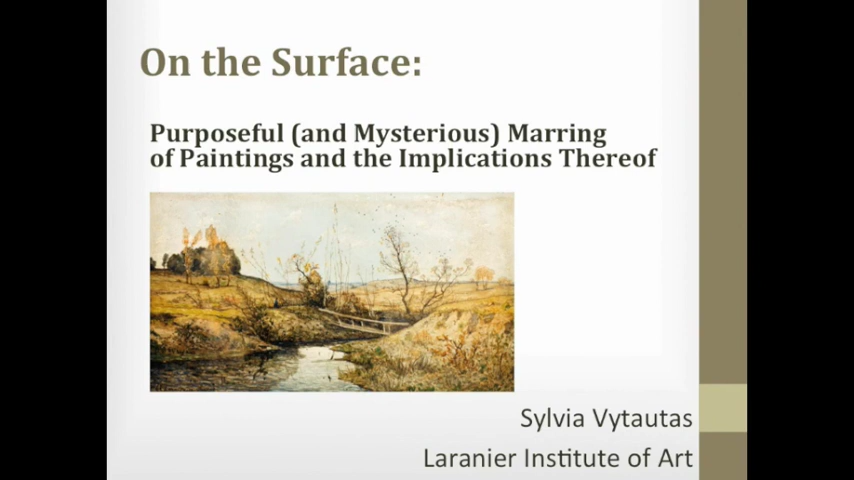 On the Surface:
Purposeful (and Mysterious) Marring
of Paintings and the Implications Thereof
Sylvia Vytautas
Laranier Institute of Art